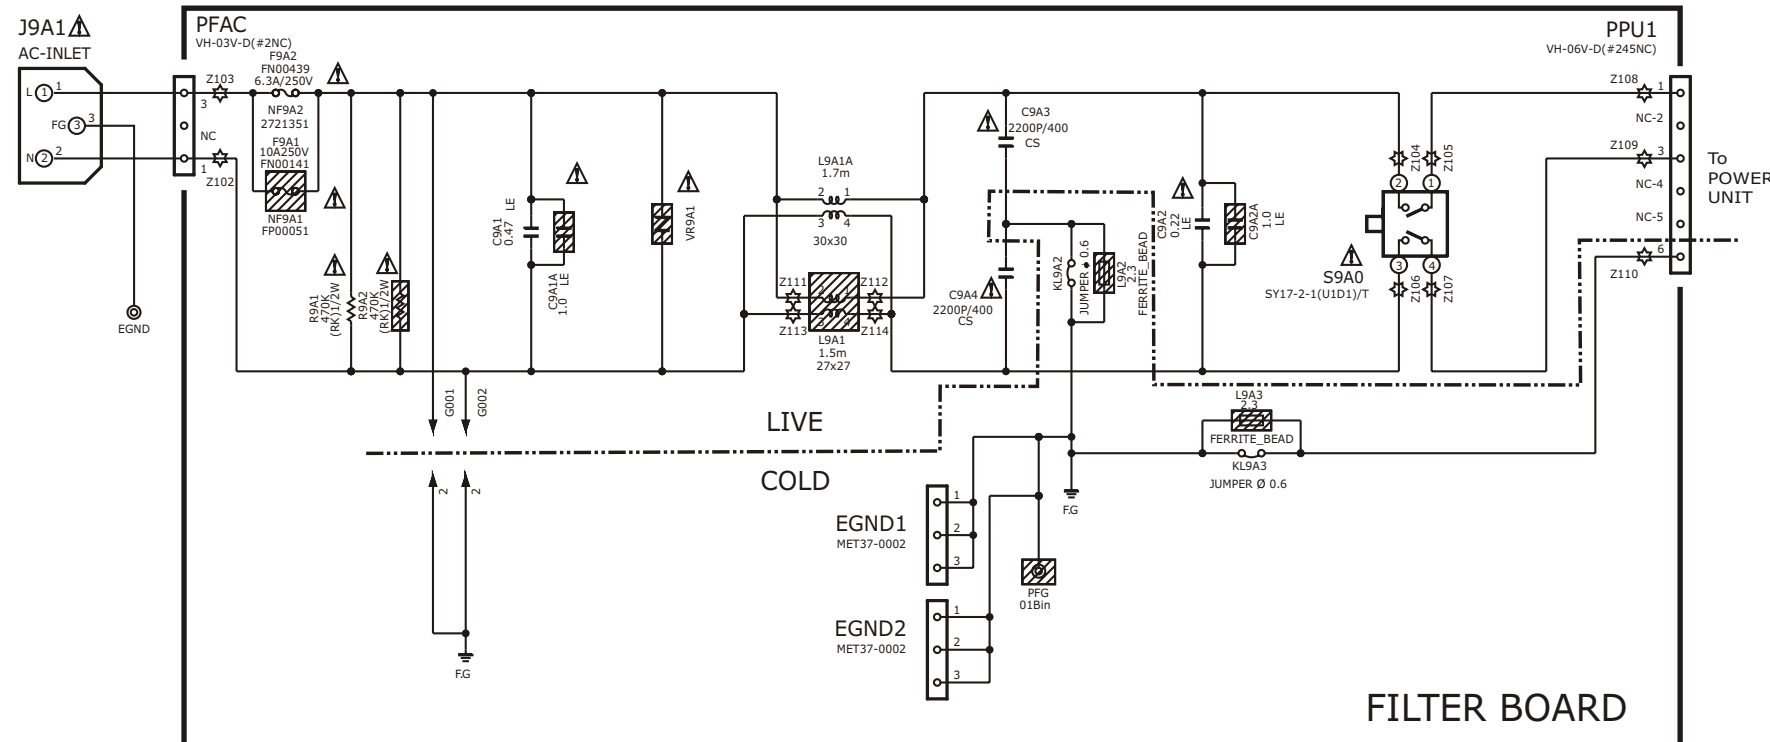 J9A1
AC-INLET
L 1 1
FG 3 3
N 2 2
EGND
PFAC
VH-03V-D(#2NC)
F9A2
FN00439
6.3A/250V
Z103
3
NC
1
Z102
NF9A2
2721351
F9A1
10A250V
FN00141
NF9A1
FP00051
R9A1
470K
(RK)1/2W
R9A2
470K
(RK)1/2W
G001
G002
2
2
F.G
C9A1
0.47
LE
C9A1A
1.0
LE
VR9A1
L9A1A
1.7m
2 1
3 4
30x30
Z111
Z112
2 1
3 4
Z113
Z114
L9A1
1.5m
27x27
LIVE
COLD
C9A3
2200P/400
CS
C9A4
2200P/400
CS
KL9A2
JUMPER Ø 0.6
L9A2
2.3
FERRITE_BEAD
C9A2
0.22
LE
C9A2A
1.0
LE
Z104
Z105
2 1
3 4
S9A0
SY17-2-1(U1D1)/T
Z106
Z107
L9A3
2.3
FERRITE_BEAD
KL9A3
JUMPER Ø 0.6
F.G
EGND1
MET37-0002
1
2
3
EGND2
MET37-0002
1
2
3
PFG
01Bin
PPU1
VH-06V-D(#245NC)
Z108
1
NC-2
Z109
3
NC-4
NC-5
6
Z110
To
POWER
UNIT
FILTER BOARD